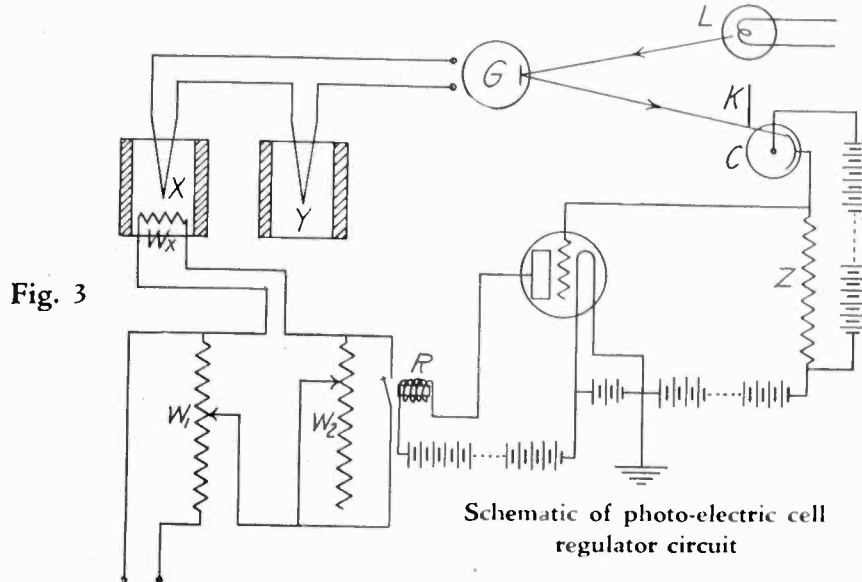 L
G
K
C
X
Y
Wx
Z
Fig. 3
R
W1
W2
Schematic of photo-electric cell
regulator circuit